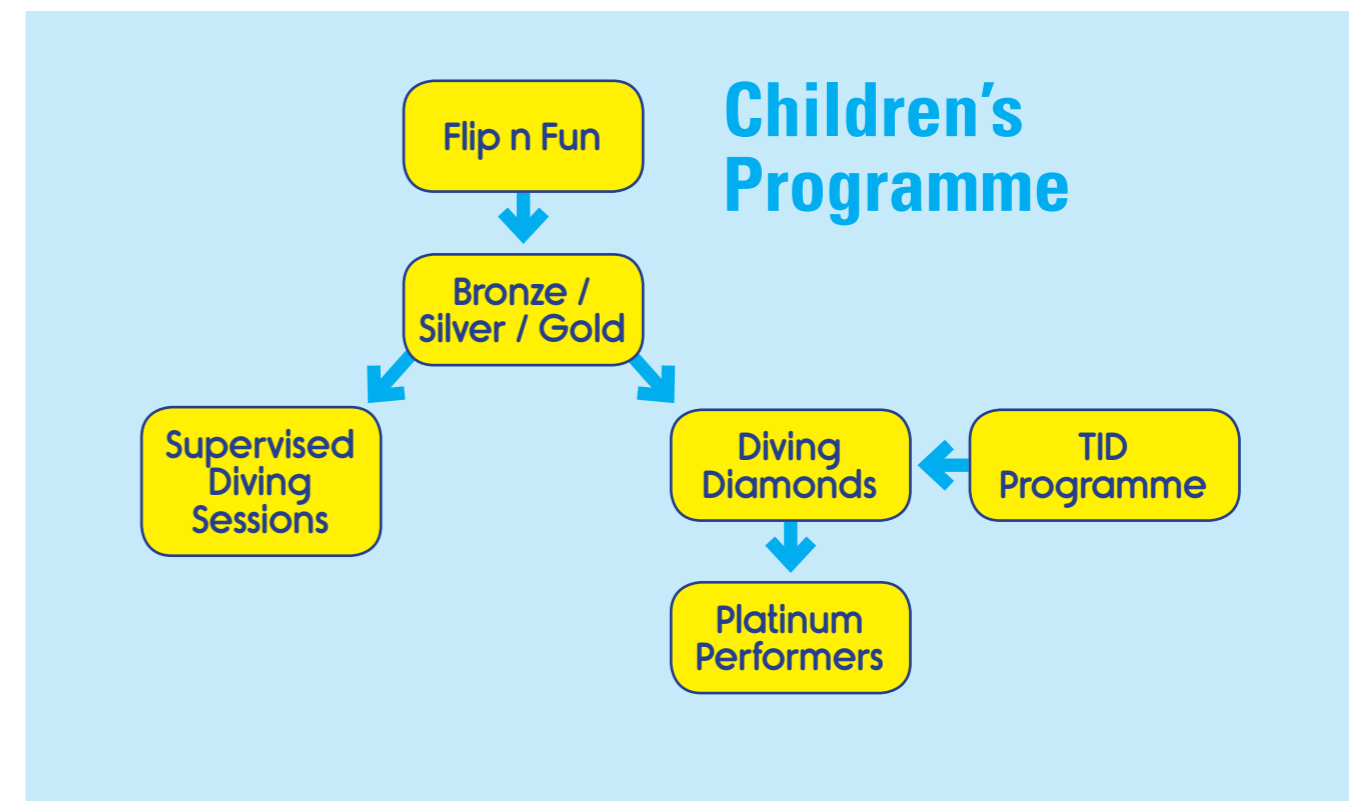 Children’s
Programme
Flip n Fun
Bronze /
Silver / Gold
Supervised
Diving
Sessions
Diving
Diamonds
TID
Programme
Platinum
Performers